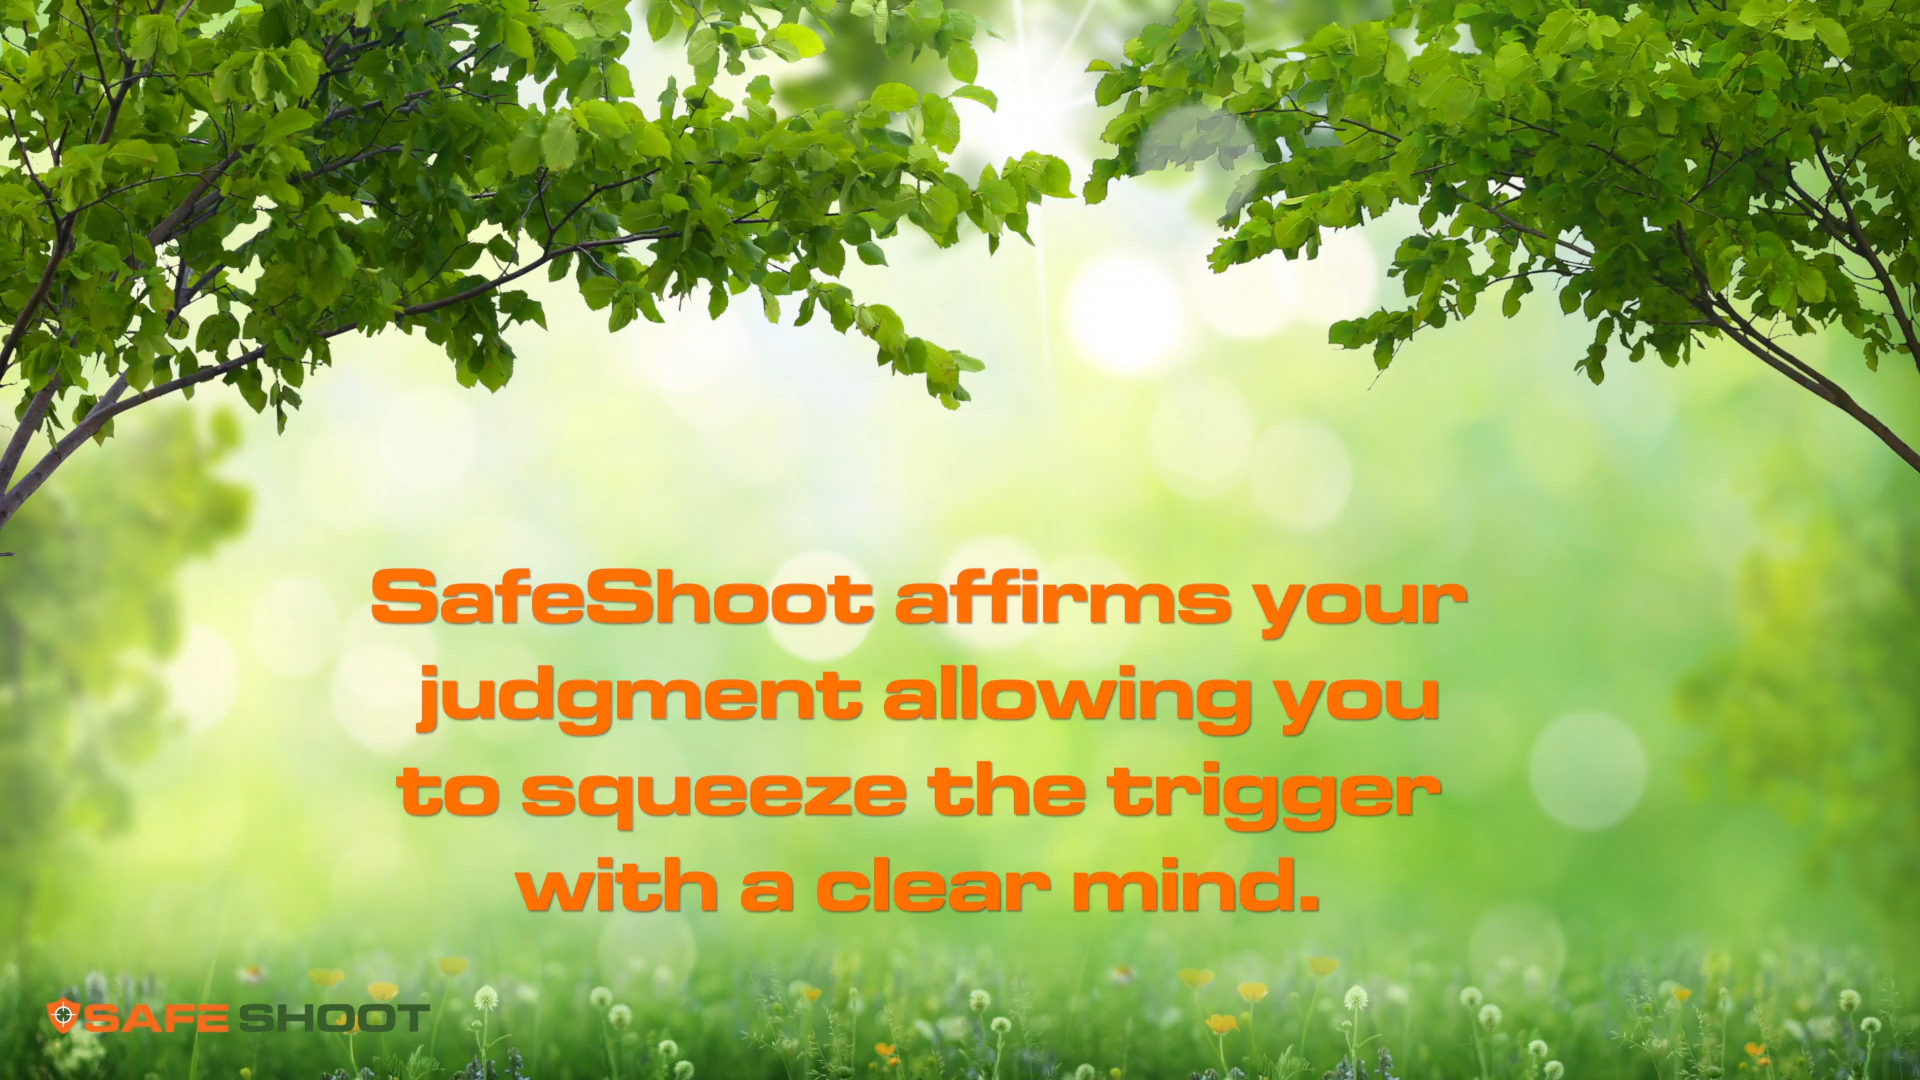 SafeShoot affirms your
judgment allowing you
to squeeze the trigger
with a clear mind.
SAFE SHOOT